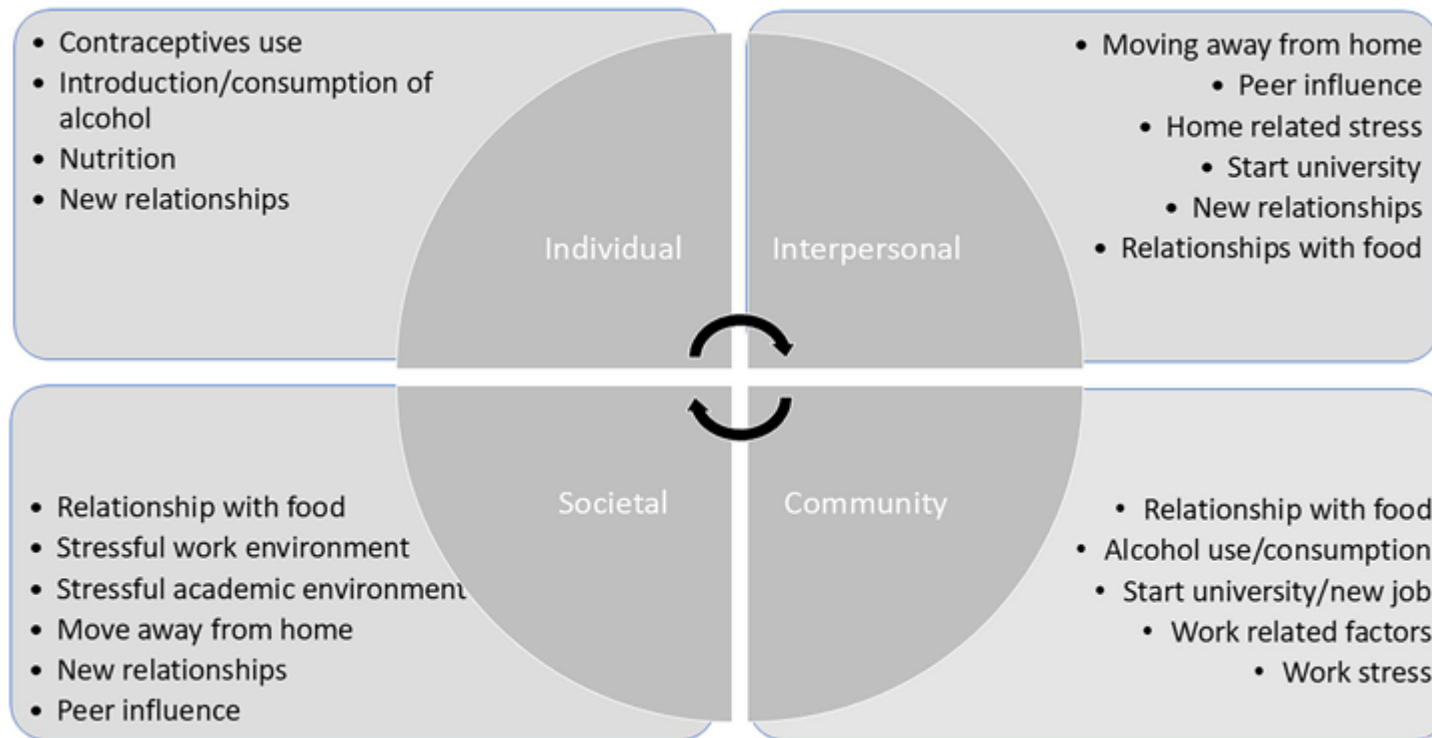 • Contraceptives use
• Introduction/consumption of
alcohol
• Nutrition
• New relationships
• Moving away from home
• Peer influence
• Home related stress
• Start university
• New relationships
• Relationships with food
Individual
Interpersonal
Societal
Community
• Relationship with food
• Stressful work environment
• Stressful academic environment
• Move away from home
• New relationships
• Peer influence
• Relationship with food
• Alcohol use/consumption
• Start university/new job
• Work related factors
• Work stress